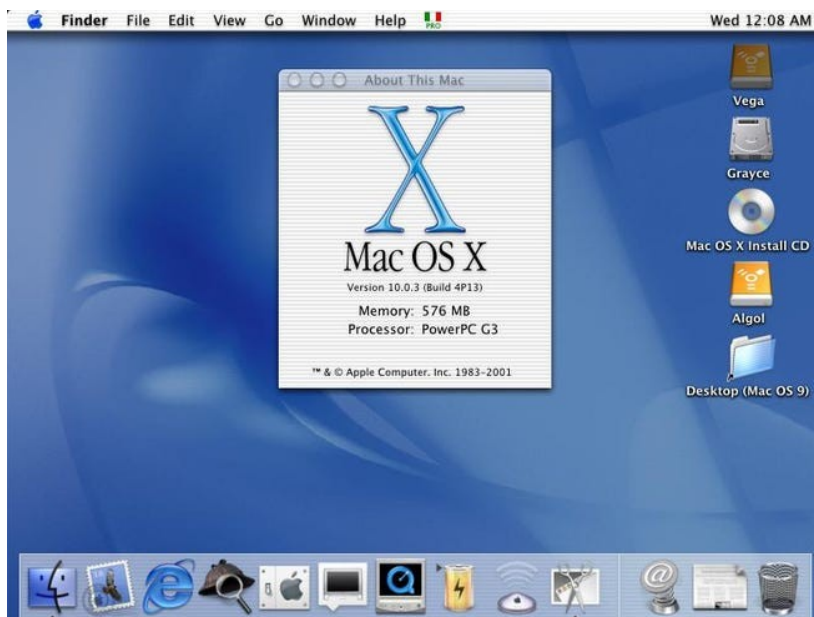 Finder File Edit View Go Window Help PRO Wed 12:08 AM
About This Mac
X
Mac OS X
Version 10.0.3 (Build 4P13)
Memory: 576 MB
Processor: PowerPC G3
™ & © Apple Computer. Inc. 1983-2001
Vega
Grayce
Mac OS X Install CD
Algol
Desktop (Mac OS 9)
@